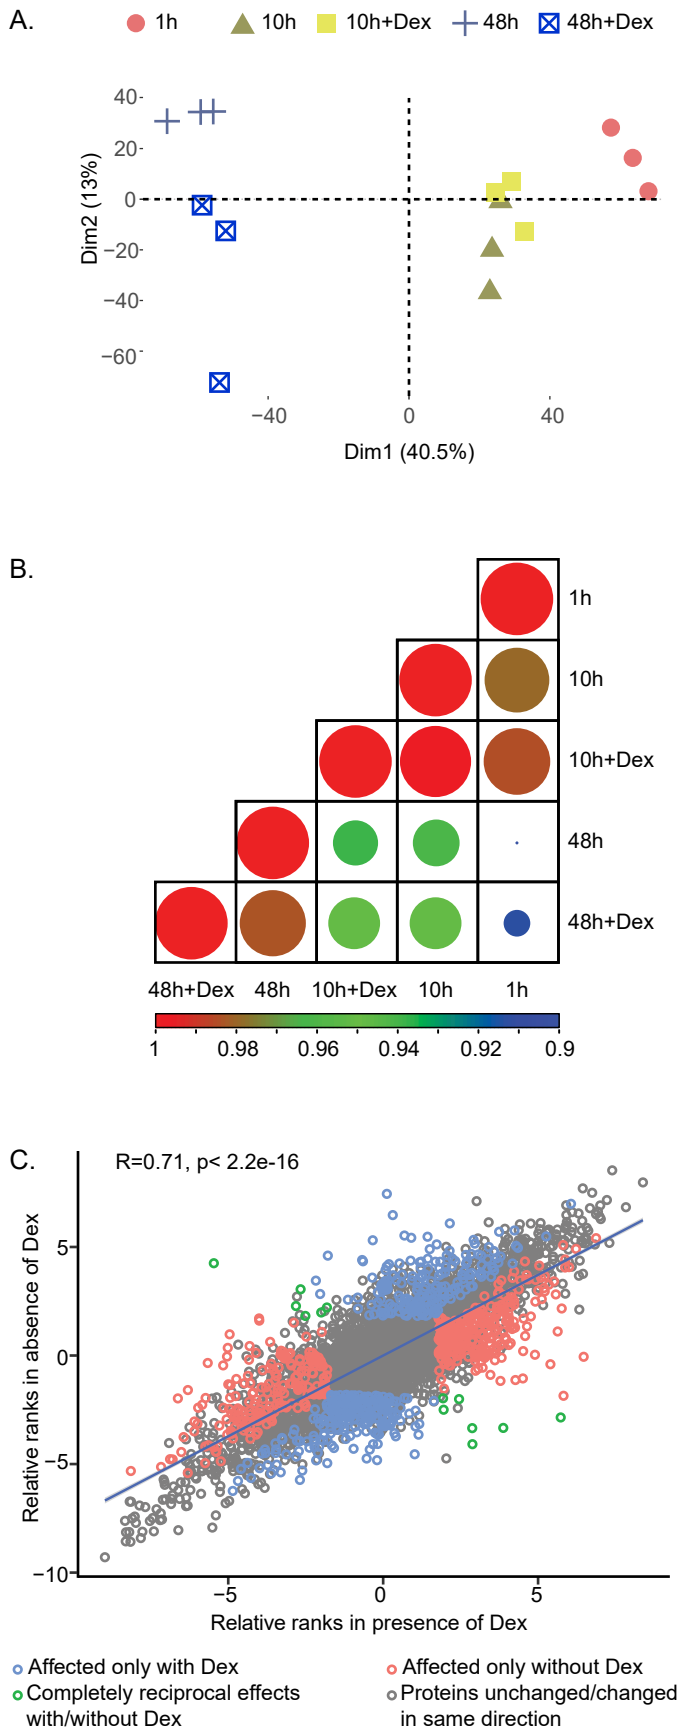 A.
1h 10h 10h+Dex 48h 48h+Dex
40
20
0
−20
−40
−60
Dim2 (13%)
−40 0 40
Dim1 (40.5%)
B.
1h
10h
10h+Dex
48h
48h+Dex
48h+Dex 48h 10h+Dex 10h 1h
1 0.98 0.96 0.94 0.92 0.9
C.
R=0.71, p< 2.2e-16
5
0
−5
−10
Relative ranks in absence of Dex
−5 0 5
Relative ranks in presence of Dex
Affected only with Dex
Completely reciprocal effects
with/without Dex
Affected only without Dex
Proteins unchanged/changed
in same direction